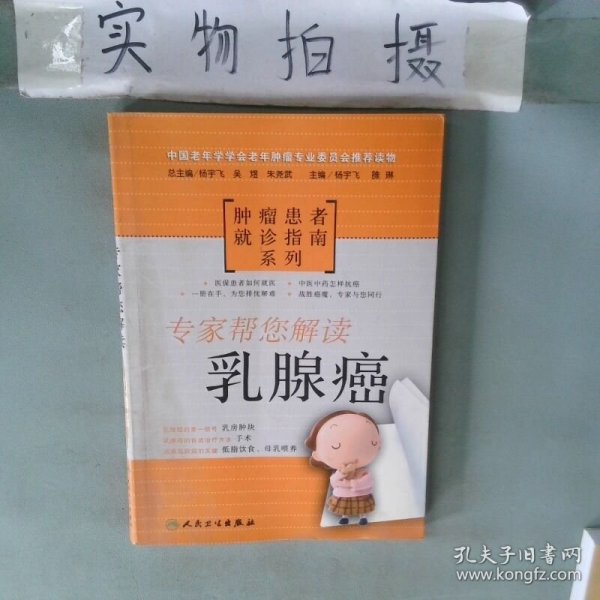 实物拍摄
中国老年学学会老年肿瘤专业委员会推荐读物
总主编/杨宇飞 吴煜 朱尧武 主编/杨宇飞 陈琳
肿瘤患者
就诊指南
系列
医保患者如何就医 中医中药怎样抗癌
一册在手，为您排忧解难 战胜癌魔，专家与您同行
专家帮您解读
乳腺癌
乳房肿块
手术
低脂饮食、母乳喂养
人民卫生出版社
孔夫子旧书网
www.kongfz.com